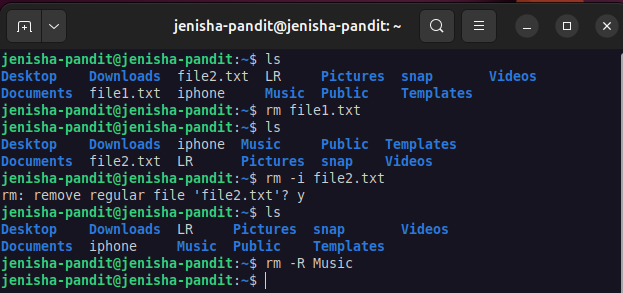 jenisha-pandit@jenisha-pandit: ~
jenisha-pandit@jenisha-pandit:~$ ls
Desktop    Downloads  file2.txt  LR     Pictures  snap       Videos
Documents  file1.txt  iphone     Music  Public    Templates
jenisha-pandit@jenisha-pandit:~$ rm file1.txt
jenisha-pandit@jenisha-pandit:~$ ls
Desktop    Downloads  iphone  Music     Public  Templates
Documents  file2.txt  LR      Pictures  snap    Videos
jenisha-pandit@jenisha-pandit:~$ rm -i file2.txt
rm: remove regular file 'file2.txt'? y
jenisha-pandit@jenisha-pandit:~$ ls
Desktop    Downloads  LR     Pictures  snap       Videos
Documents  iphone     Music  Public    Templates
jenisha-pandit@jenisha-pandit:~$ rm -R Music
jenisha-pandit@jenisha-pandit:~$